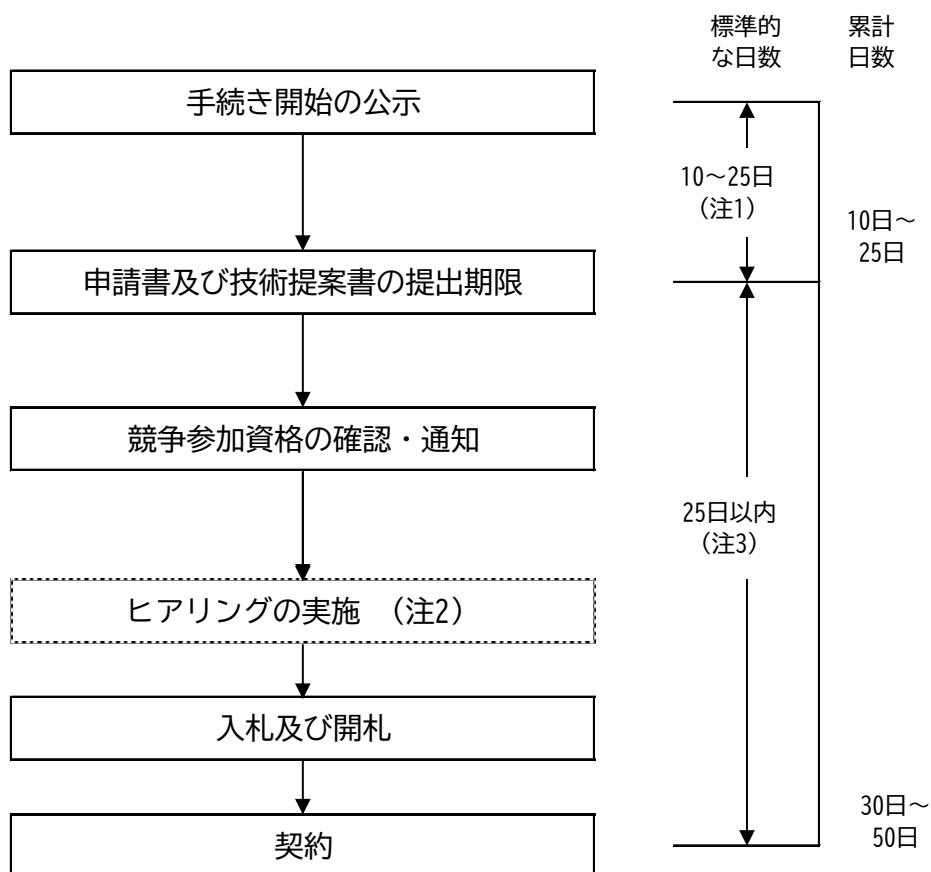 標準的
な日数
累計
日数
手続き開始の公示
10～25日
（注1）
10日～
25日
申請書及び技術提案書の提出期限
競争参加資格の確認・通知
25日以内
（注3）
ヒアリングの実施　（注2）
入札及び開札
30日～
50日
契約